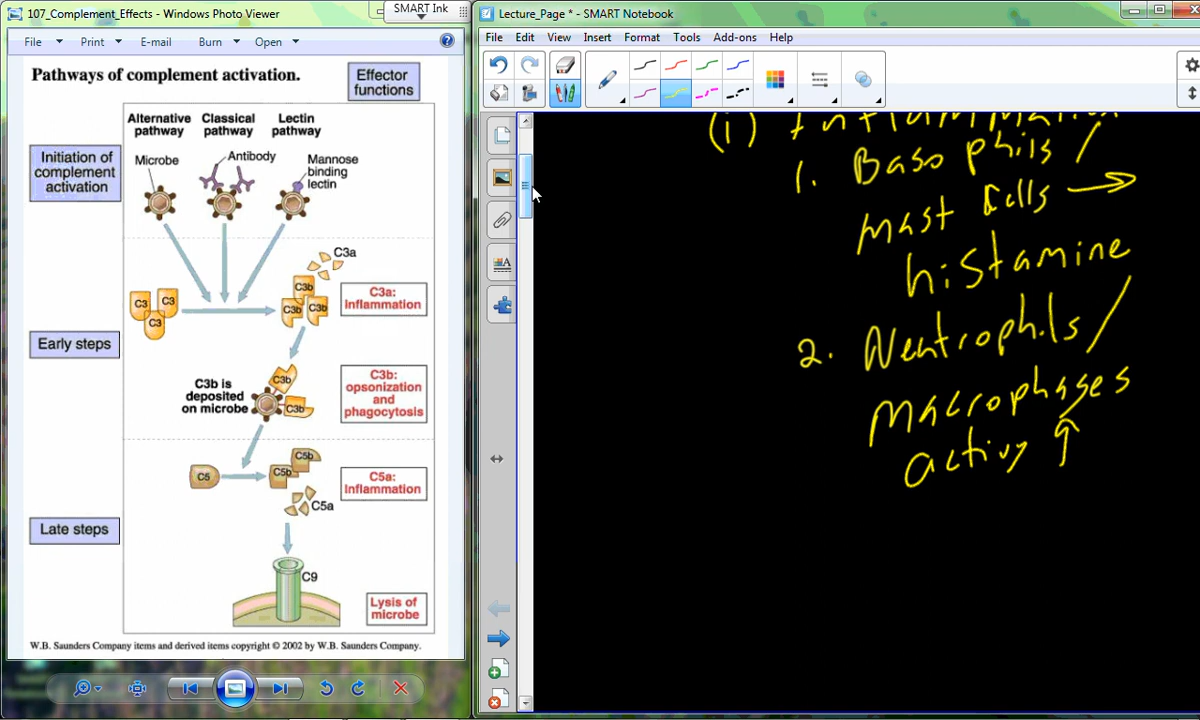 107_Complement_Effects - Windows Photo Viewer
SMART Ink
File Print E-mail Burn Open
Pathways of complement activation.
Effector
functions
Alternative
pathway
Classical
pathway
Lectin
pathway
Initiation of
complement
activation
Microbe
Antibody
Mannose
binding
lectin
C3a
C3b
C3b C3b
C3 C3
C3
C3a:
Inflammation
Early steps
C3b is
deposited
on microbe
C3b
C3b
C3b:
opsonization
and
phagocytosis
C5
C5b
C5b
C5a
C5a:
Inflammation
Late steps
C9
Lysis of
microbe
W.B. Saunders Company items and derived items copyright © 2002 by W.B. Saunders Company.
Lecture_Page * - SMART Notebook
File Edit View Insert Format Tools Add-ons Help
(i) Inflammation
1. Basophils /
Mast Cells →
histamine
2. Neutrophils /
Macrophages
activy ↑